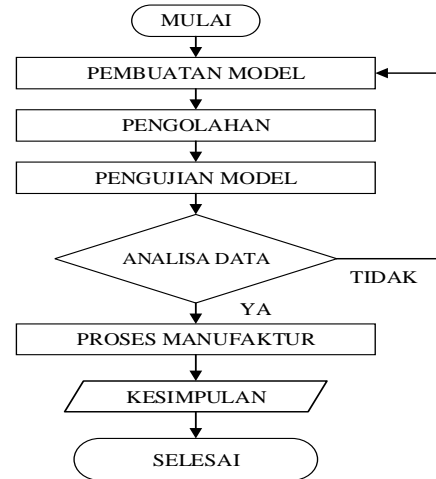 MULAI
PEMBUATAN MODEL
PENGOLAHAN
PENGUJIAN MODEL
ANALISA DATA
TIDAK
YA
PROSES MANUFAKTUR
KESIMPULAN
SELESAI